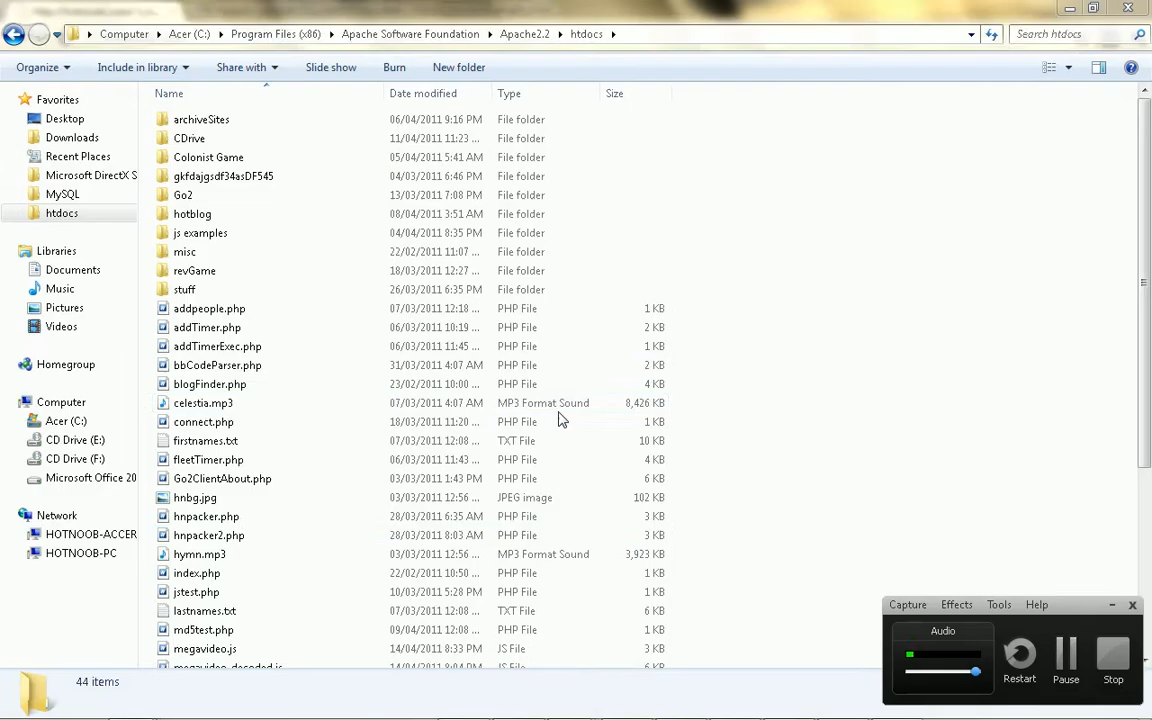 Computer ▸ Acer (C:) ▸ Program Files (x86) ▸ Apache Software Foundation ▸ Apache2.2 ▸ htdocs ▸ Search htdocs
Organize Include in library Share with Slide show Burn New folder
Name Date modified Type Size
Favorites
Desktop
Downloads
Recent Places
Microsoft DirectX S
MySQL
htdocs
Libraries
Documents
Music
Pictures
Videos
Homegroup
Computer
Acer (C:)
CD Drive (E:)
CD Drive (F:)
Microsoft Office 20
Network
HOTNOOB-ACCER
HOTNOOB-PC
archiveSites 06/04/2011 9:16 PM File folder
CDrive 11/04/2011 11:23 ... File folder
Colonist Game 05/04/2011 5:41 AM File folder
gkfdajgsdf34asDF545 04/03/2011 6:46 PM File folder
Go2 13/03/2011 7:08 PM File folder
hotblog 08/04/2011 3:51 AM File folder
js examples 04/04/2011 8:35 PM File folder
misc 22/02/2011 11:07 ... File folder
revGame 18/03/2011 12:27 ... File folder
stuff 26/03/2011 6:35 PM File folder
addpeople.php 07/03/2011 12:18 ... PHP File 1 KB
addTimer.php 06/03/2011 10:19 ... PHP File 2 KB
addTimerExec.php 06/03/2011 11:45 ... PHP File 1 KB
bbCodeParser.php 31/03/2011 4:07 AM PHP File 2 KB
blogFinder.php 23/02/2011 10:00 ... PHP File 4 KB
celestia.mp3 07/03/2011 4:07 AM MP3 Format Sound 8,426 KB
connect.php 18/03/2011 11:20 ... PHP File 1 KB
firstnames.txt 07/03/2011 12:08 ... TXT File 10 KB
fleetTimer.php 06/03/2011 11:43 ... PHP File 4 KB
Go2ClientAbout.php 03/03/2011 1:43 PM PHP File 6 KB
hnbg.jpg 03/03/2011 12:56 ... JPEG image 102 KB
hnpacker.php 28/03/2011 6:35 AM PHP File 3 KB
hnpacker2.php 28/03/2011 8:03 AM PHP File 3 KB
hymn.mp3 03/03/2011 12:56 ... MP3 Format Sound 3,923 KB
index.php 22/02/2011 10:50 ... PHP File 1 KB
jstest.php 10/03/2011 5:28 PM PHP File 1 KB
lastnames.txt 07/03/2011 12:08 ... TXT File 6 KB
md5test.php 09/04/2011 12:08 ... PHP File 1 KB
megavideo.js 14/04/2011 8:33 PM JS File 3 KB
megavideo_decoded.js 14/04/2011 8:04 PM JS File
44 items
Capture Effects Tools Help
Audio
Restart Pause Stop